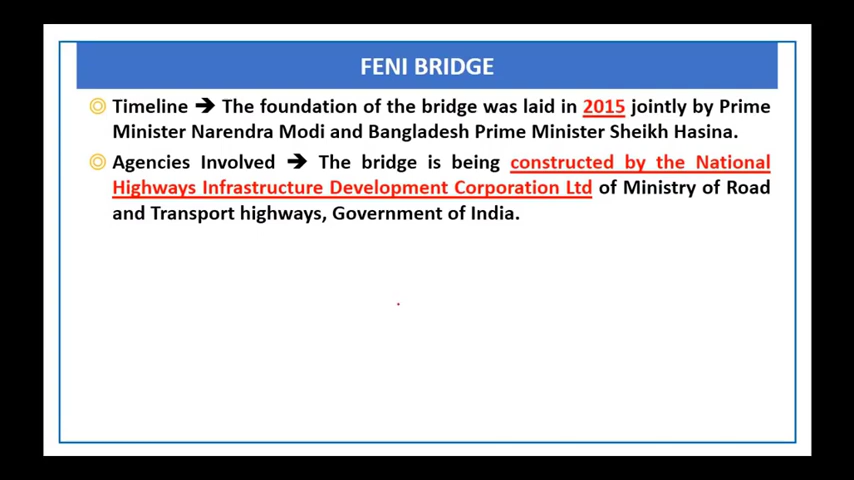 FENI BRIDGE
Timeline ➔ The foundation of the bridge was laid in 2015 jointly by Prime
Minister Narendra Modi and Bangladesh Prime Minister Sheikh Hasina.
Agencies Involved ➔ The bridge is being constructed by the National
Highways Infrastructure Development Corporation Ltd of Ministry of Road
and Transport highways, Government of India.